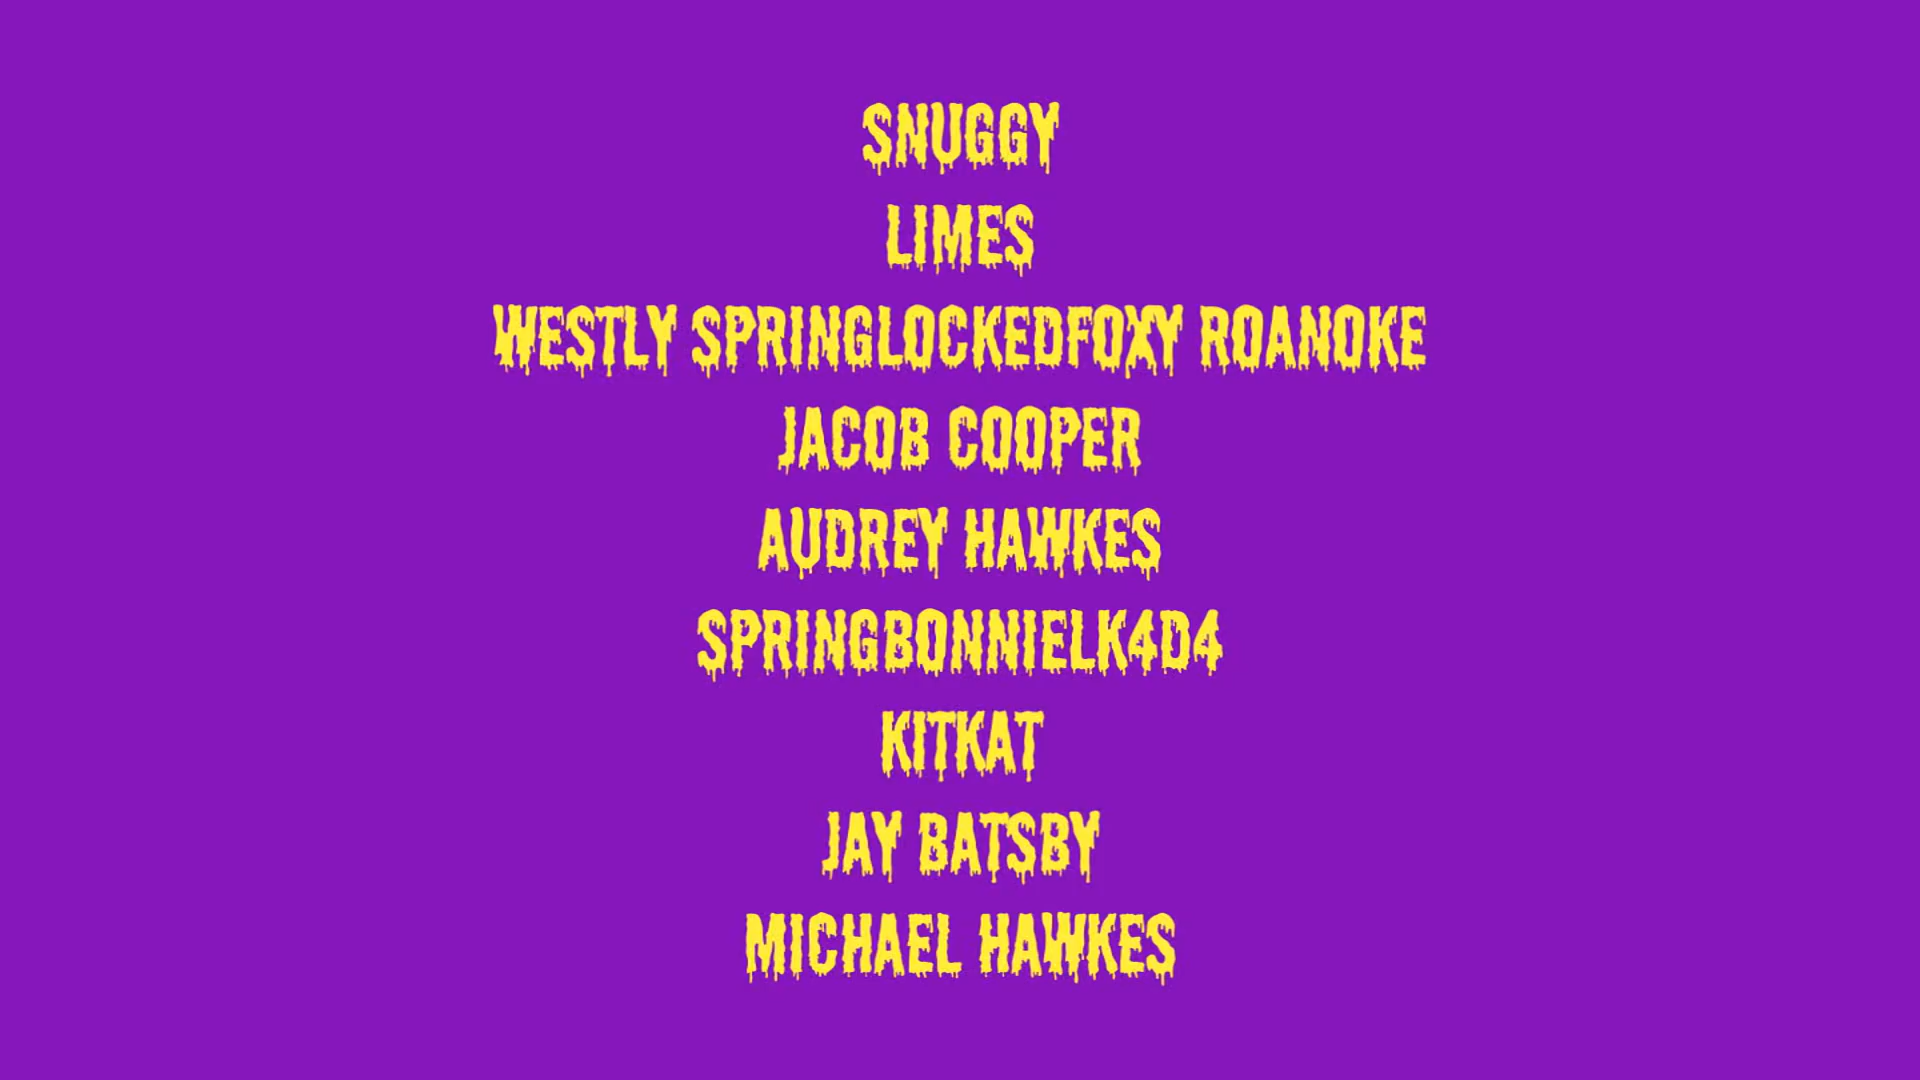 SNUGGY
LIMES
WESTLY SPRINGLOCKEDFOXY ROANOKE
JACOB COOPER
AUDREY HAWKES
SPRINGBONNIELK4D4
KITKAT
JAY BATSBY
MICHAEL HAWKES